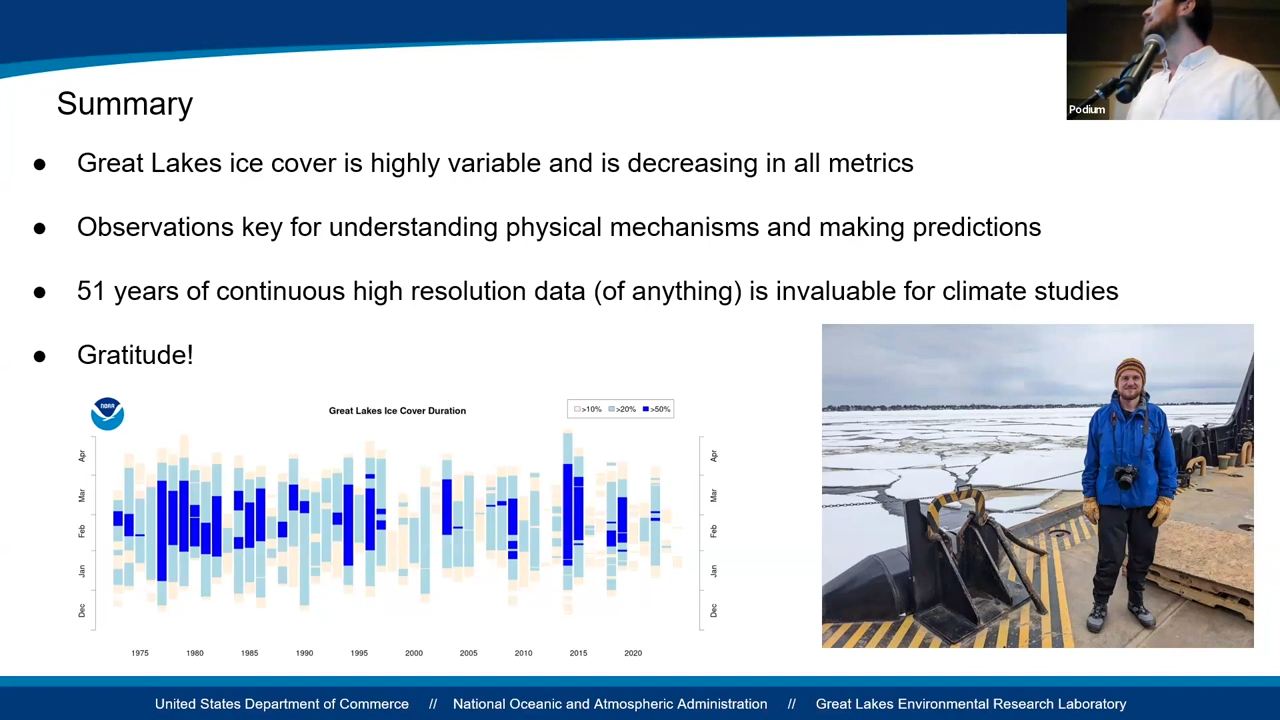 Podium
Summary
● Great Lakes ice cover is highly variable and is decreasing in all metrics
● Observations key for understanding physical mechanisms and making predictions
● 51 years of continuous high resolution data (of anything) is invaluable for climate studies
● Gratitude!
NOAA
Great Lakes Ice Cover Duration
>10% >20% >50%
Apr
Mar
Feb
Jan
Dec
Apr
Mar
Feb
Jan
Dec
1975 1980 1985 1990 1995 2000 2005 2010 2015 2020
United States Department of Commerce // National Oceanic and Atmospheric Administration // Great Lakes Environmental Research Laboratory